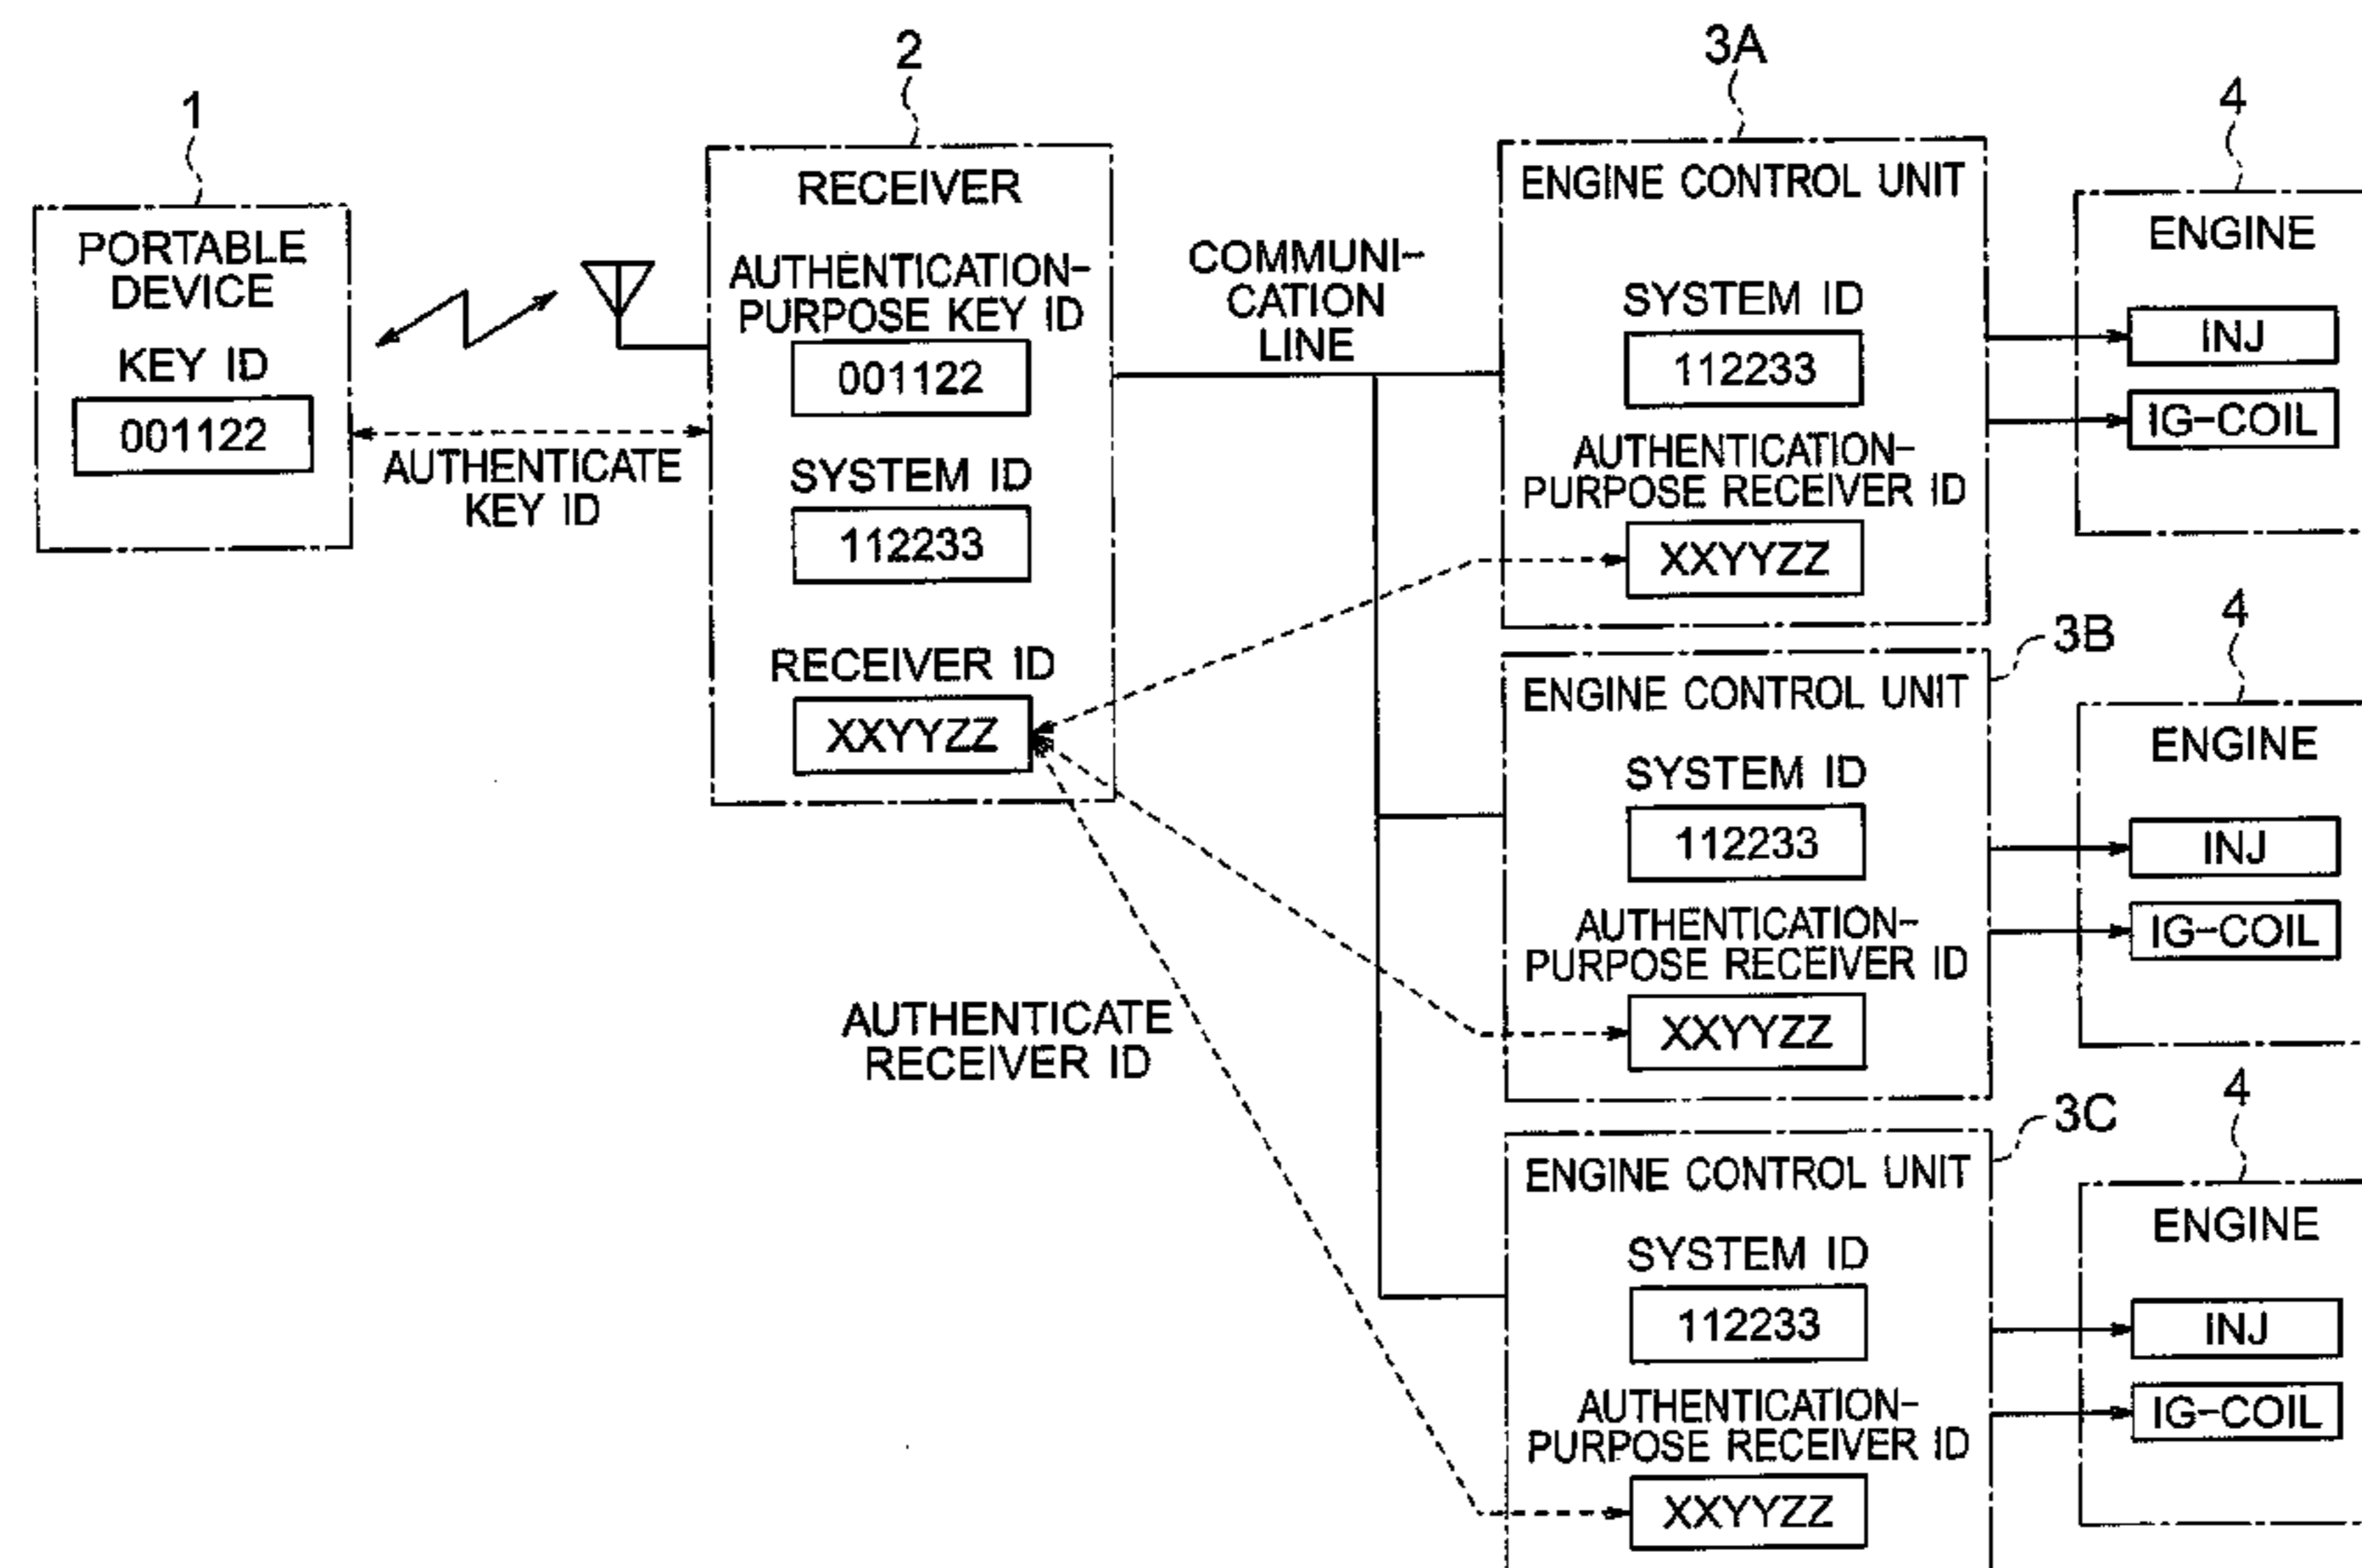 1
PORTABLE
DEVICE
KEY ID
001122
AUTHENTICATE
KEY ID
2
RECEIVER
AUTHENTICATION-
PURPOSE KEY ID
001122
SYSTEM ID
112233
RECEIVER ID
XXYYZZ
COMMUNI-
CATION
LINE
AUTHENTICATE
RECEIVER ID
3A
ENGINE CONTROL UNIT
SYSTEM ID
112233
AUTHENTICATION-
PURPOSE RECEIVER ID
XXYYZZ
4
ENGINE
INJ
IG-COIL
3B
ENGINE CONTROL UNIT
SYSTEM ID
112233
AUTHENTICATION-
PURPOSE RECEIVER ID
XXYYZZ
4
ENGINE
INJ
IG-COIL
3C
ENGINE CONTROL UNIT
SYSTEM ID
112233
AUTHENTICATION-
PURPOSE RECEIVER ID
XXYYZZ
4
ENGINE
INJ
IG-COIL